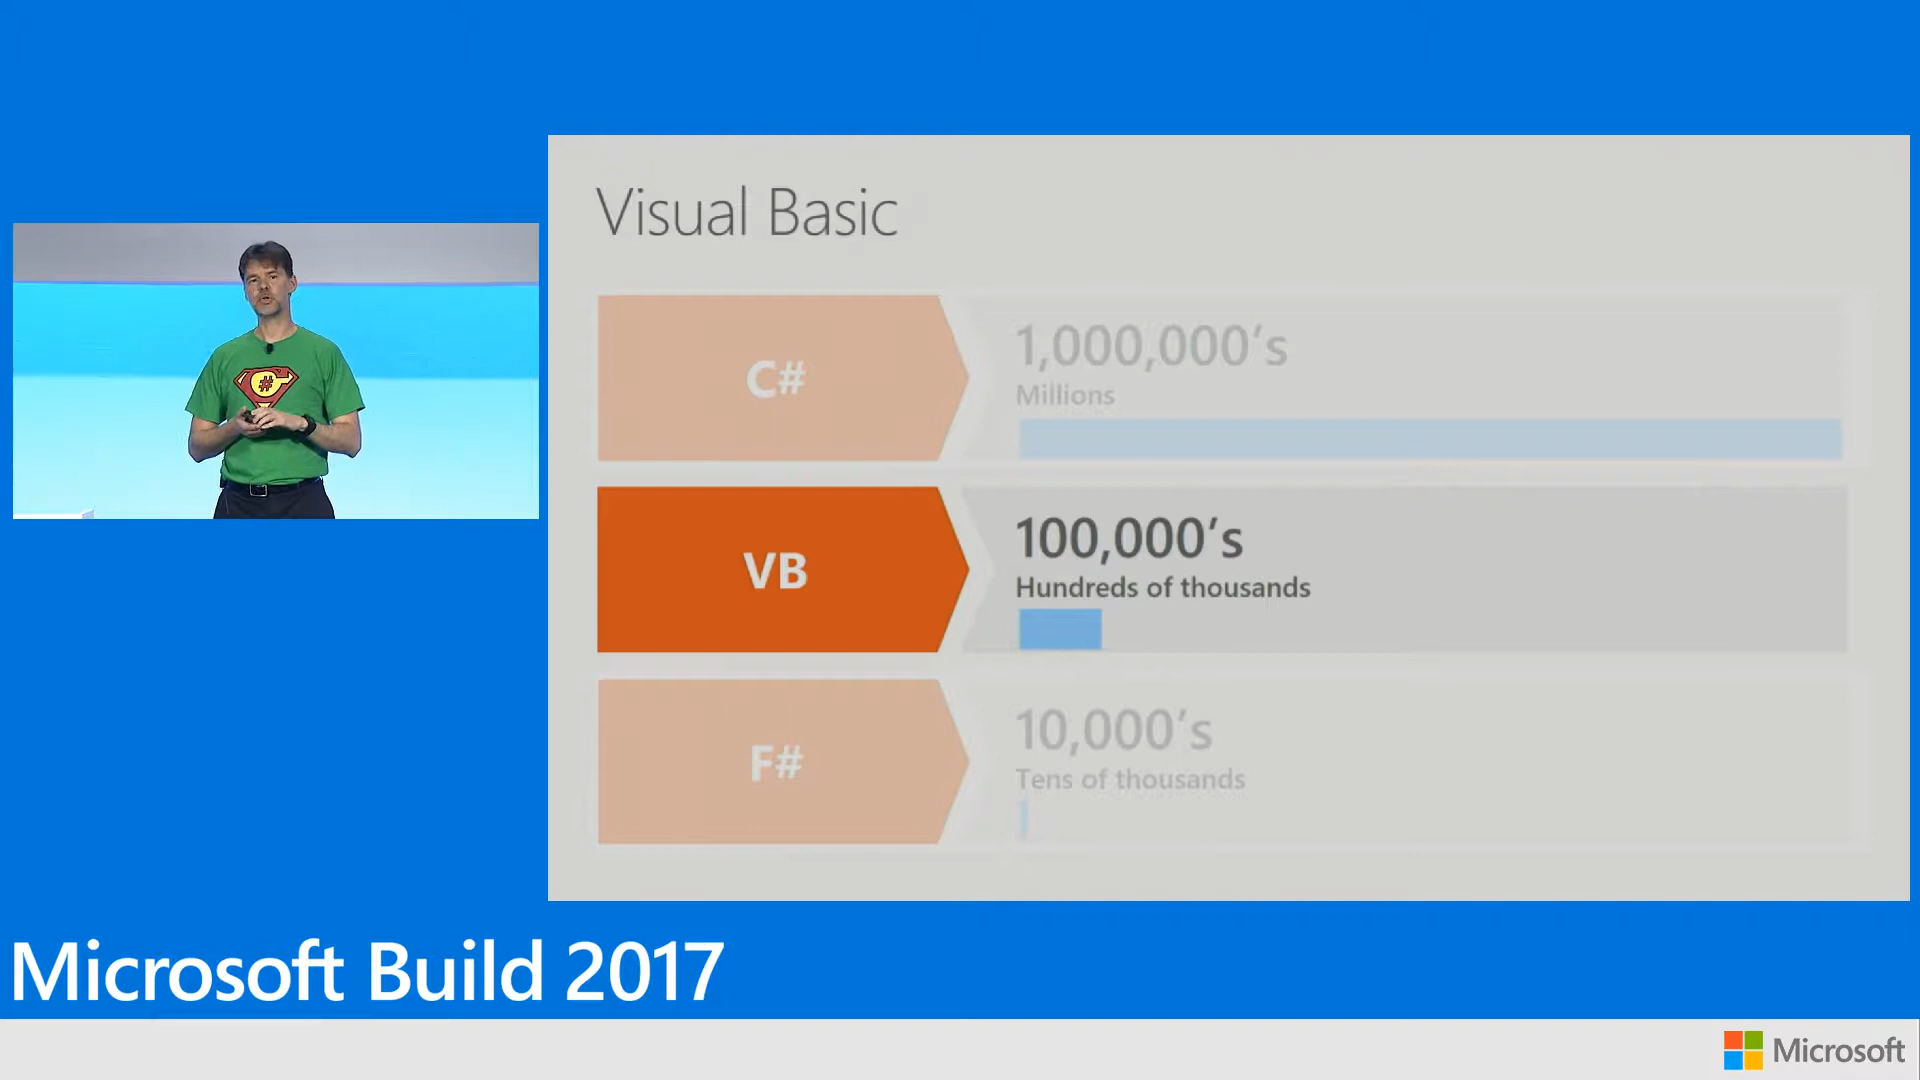 Visual Basic
C#
1,000,000's
Millions
VB
100,000's
Hundreds of thousands
F#
10,000's
Tens of thousands
#
Microsoft Build 2017
Microsoft